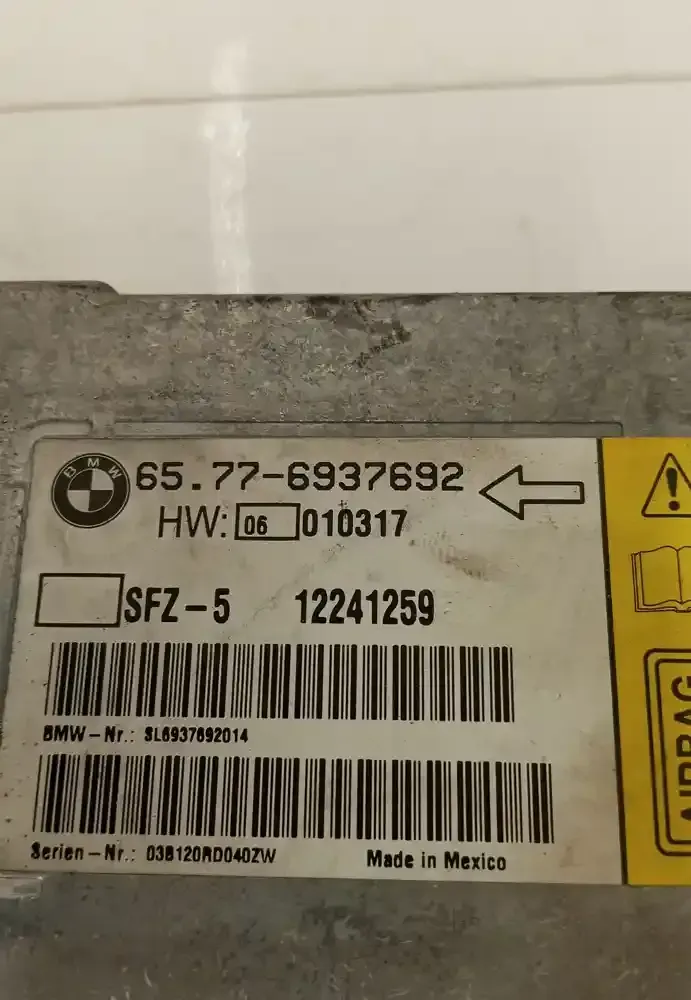 BMW
65.77-6937692
HW: 06 010317
SFZ-5 12241259
BMW-Nr.: SL6937692014
Serien-Nr.: 038120RD040ZW Made in Mexico
AIRBAG